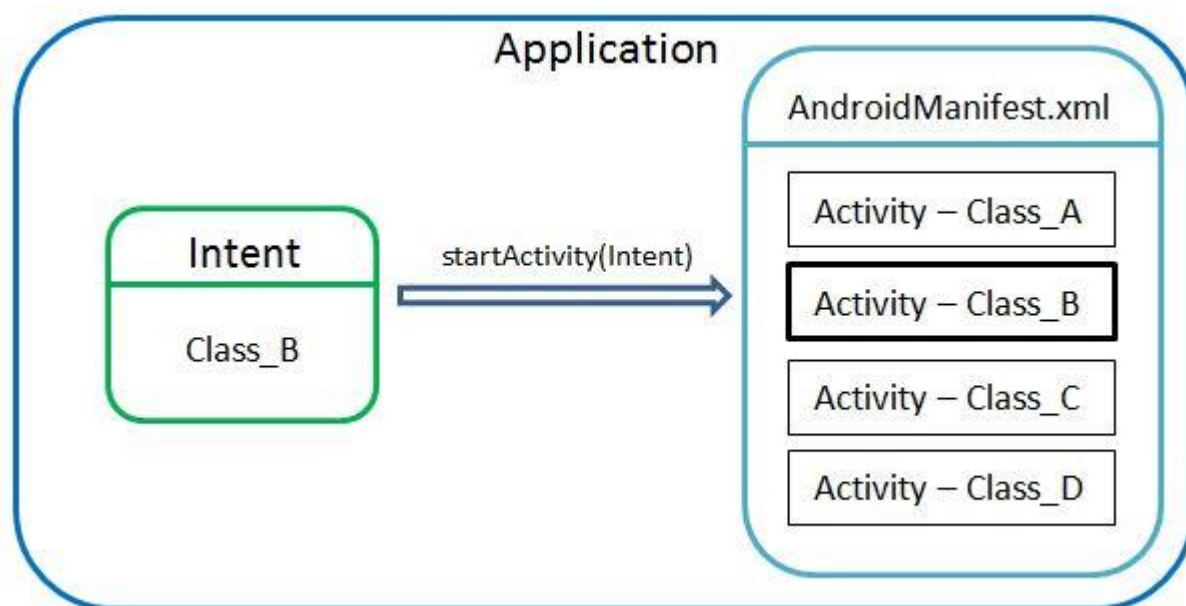 Application
Intent
Class_B
startActivity(Intent)
AndroidManifest.xml
Activity – Class_A
Activity – Class_B
Activity – Class_C
Activity – Class_D